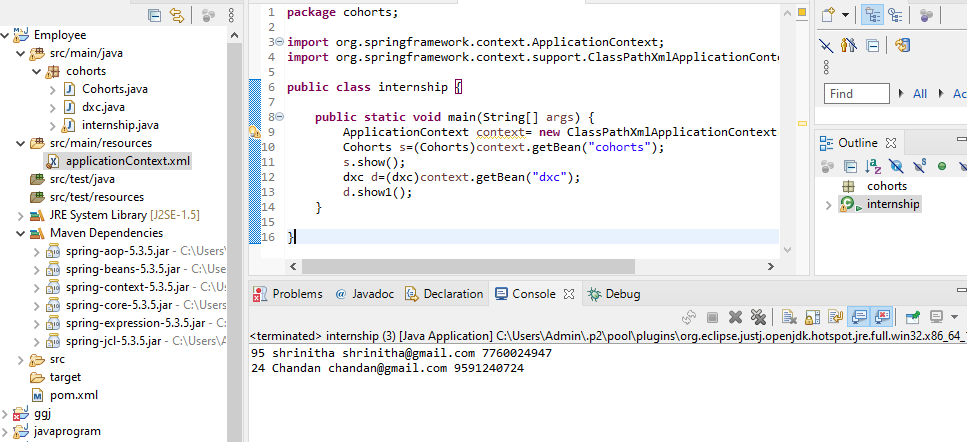 Employee
src/main/java
cohorts
Cohorts.java
dxc.java
internship.java
src/main/resources
applicationContext.xml
src/test/java
src/test/resources
JRE System Library [J2SE-1.5]
Maven Dependencies
spring-aop-5.3.5.jar - C:\Users
spring-beans-5.3.5.jar - C:\Users
spring-context-5.3.5.jar - C:\Users
spring-core-5.3.5.jar - C:\Users
spring-expression-5.3.5.jar - C:\Users
spring-jcl-5.3.5.jar - C:\Users\
src
target
pom.xml
ggj
javaprogram
1 package cohorts;
2
3 import org.springframework.context.ApplicationContext;
4 import org.springframework.context.support.ClassPathXmlApplicationConte
5
6 public class internship {
7
8 public static void main(String[] args) {
9 ApplicationContext context= new ClassPathXmlApplicationContext
10 Cohorts s=(Cohorts)context.getBean("cohorts");
11 s.show();
12 dxc d=(dxc)context.getBean("dxc");
13 d.show1();
14 }
15
16 }
Find All Ac
Outline
cohorts
internship
Problems @ Javadoc Declaration Console Debug
<terminated> internship (3) [Java Application] C:\Users\Admin\.p2\pool\plugins\org.eclipse.justj.openjdk.hotspot.jre.full.win32.x86_64_
95 shrinitha shrinitha@gmail.com 7760024947
24 Chandan chandan@gmail.com 9591240724